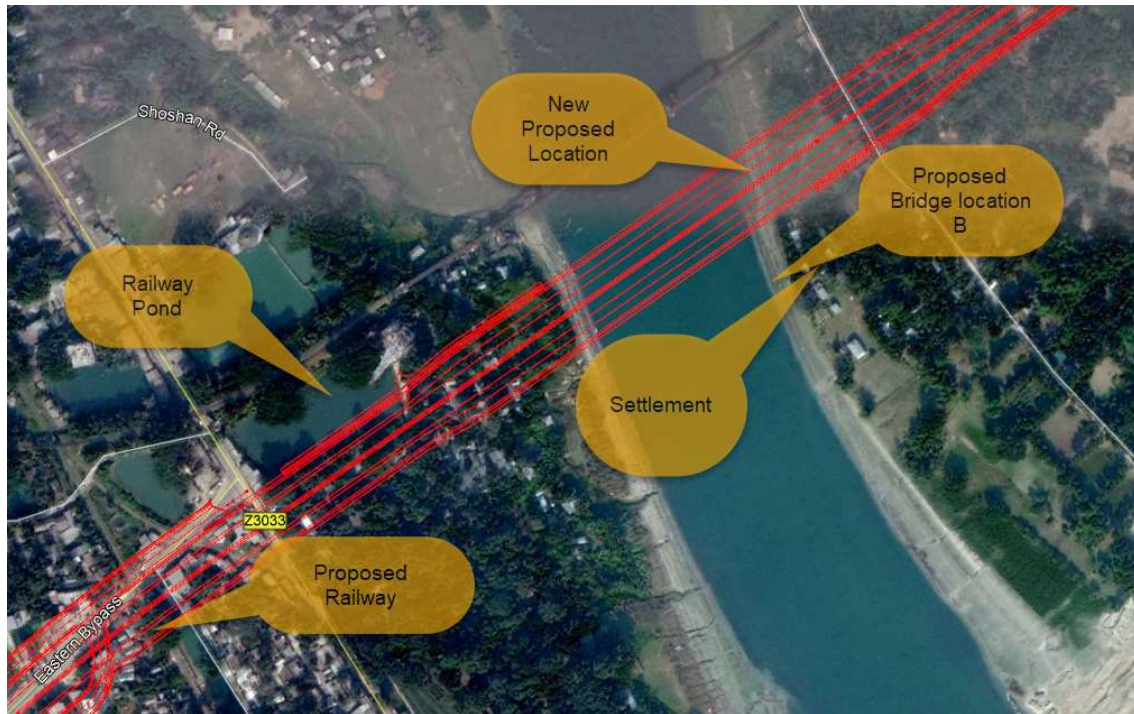 Shoshan Rd
New
Proposed
Location
Proposed
Bridge location
B
Railway
Pond
Settlement
Z3033
Proposed
Railway
Eastern Bypass